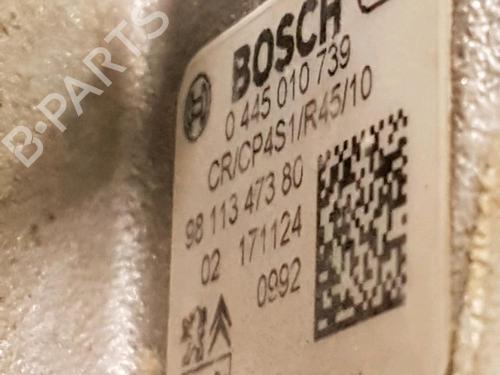 B-PARTS
BOSCH
0 445 010 739
CR/CP4S1/R45/10
98 113 473 80
02 171124
0992